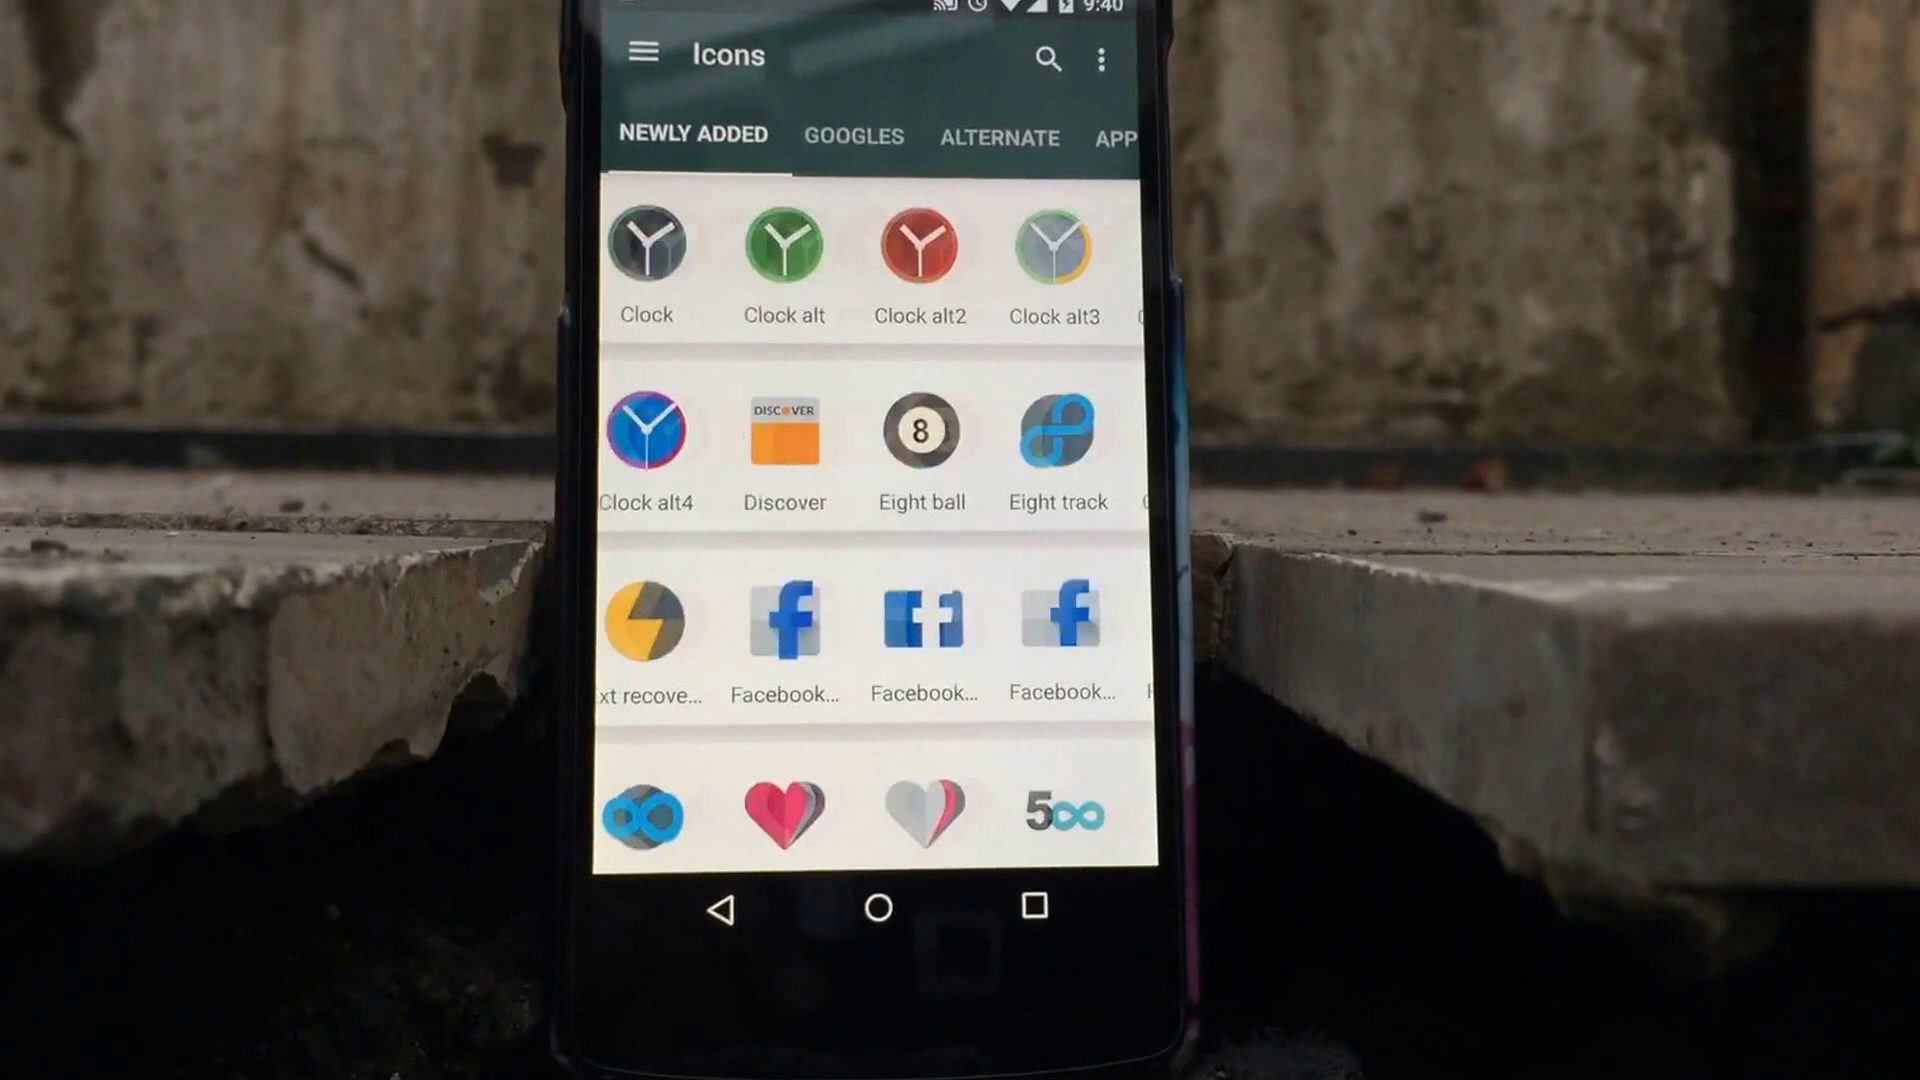 9:40
Icons
NEWLY ADDED GOOGLES ALTERNATE APP
Clock Clock alt Clock alt2 Clock alt3
DISCOVER 8
Clock alt4 Discover Eight ball Eight track
xt recove... Facebook... Facebook... Facebook...
5